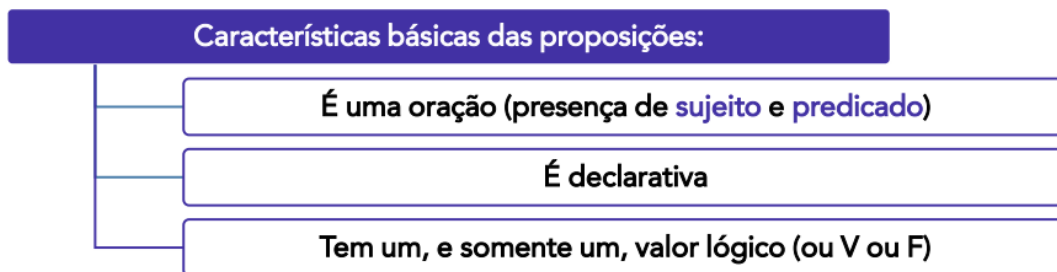 Características básicas das proposições:
É uma oração (presença de sujeito e predicado)
É declarativa
Tem um, e somente um, valor lógico (ou V ou F)